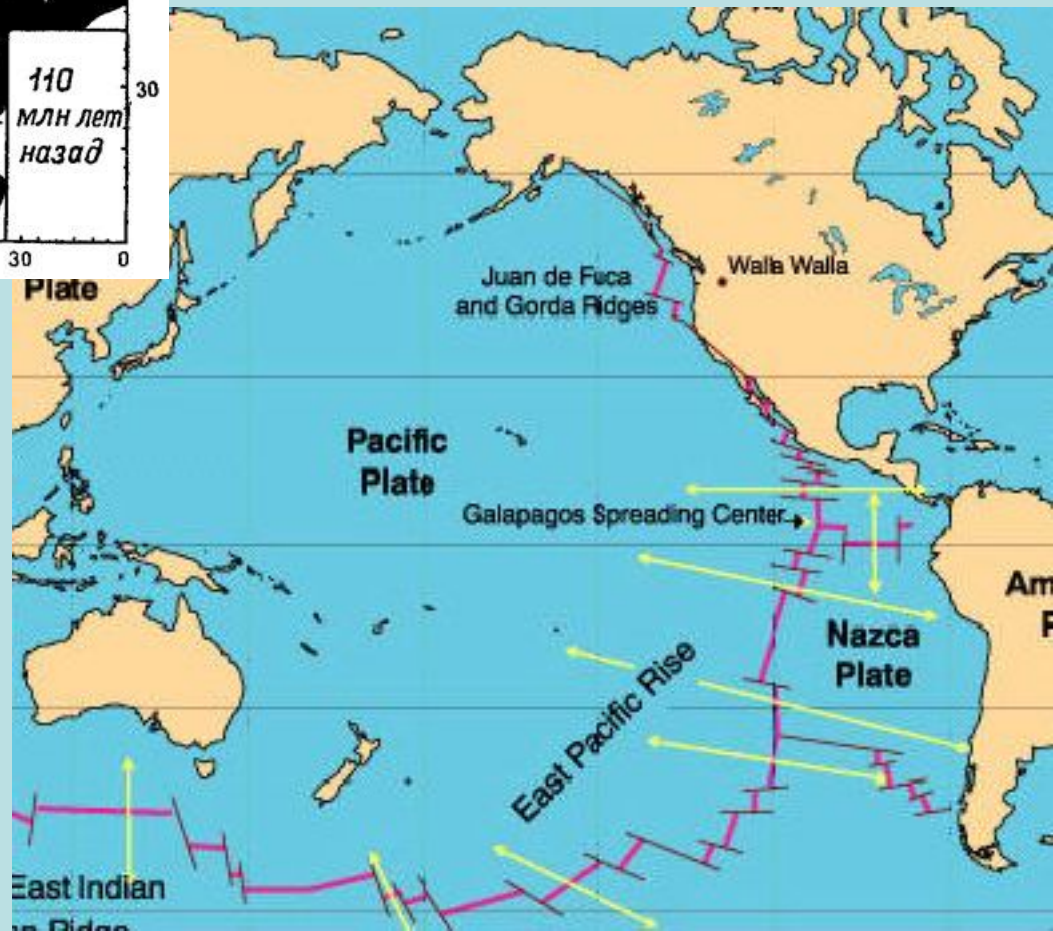 110
млн лет
назад
30
30
0
Plate
Juan de Fuca
and Gorda Ridges
Walla Walla
Pacific
Plate
Galapagos Spreading Center
Am
P
Nazca
Plate
East Pacific Rise
East Indian
Ridge